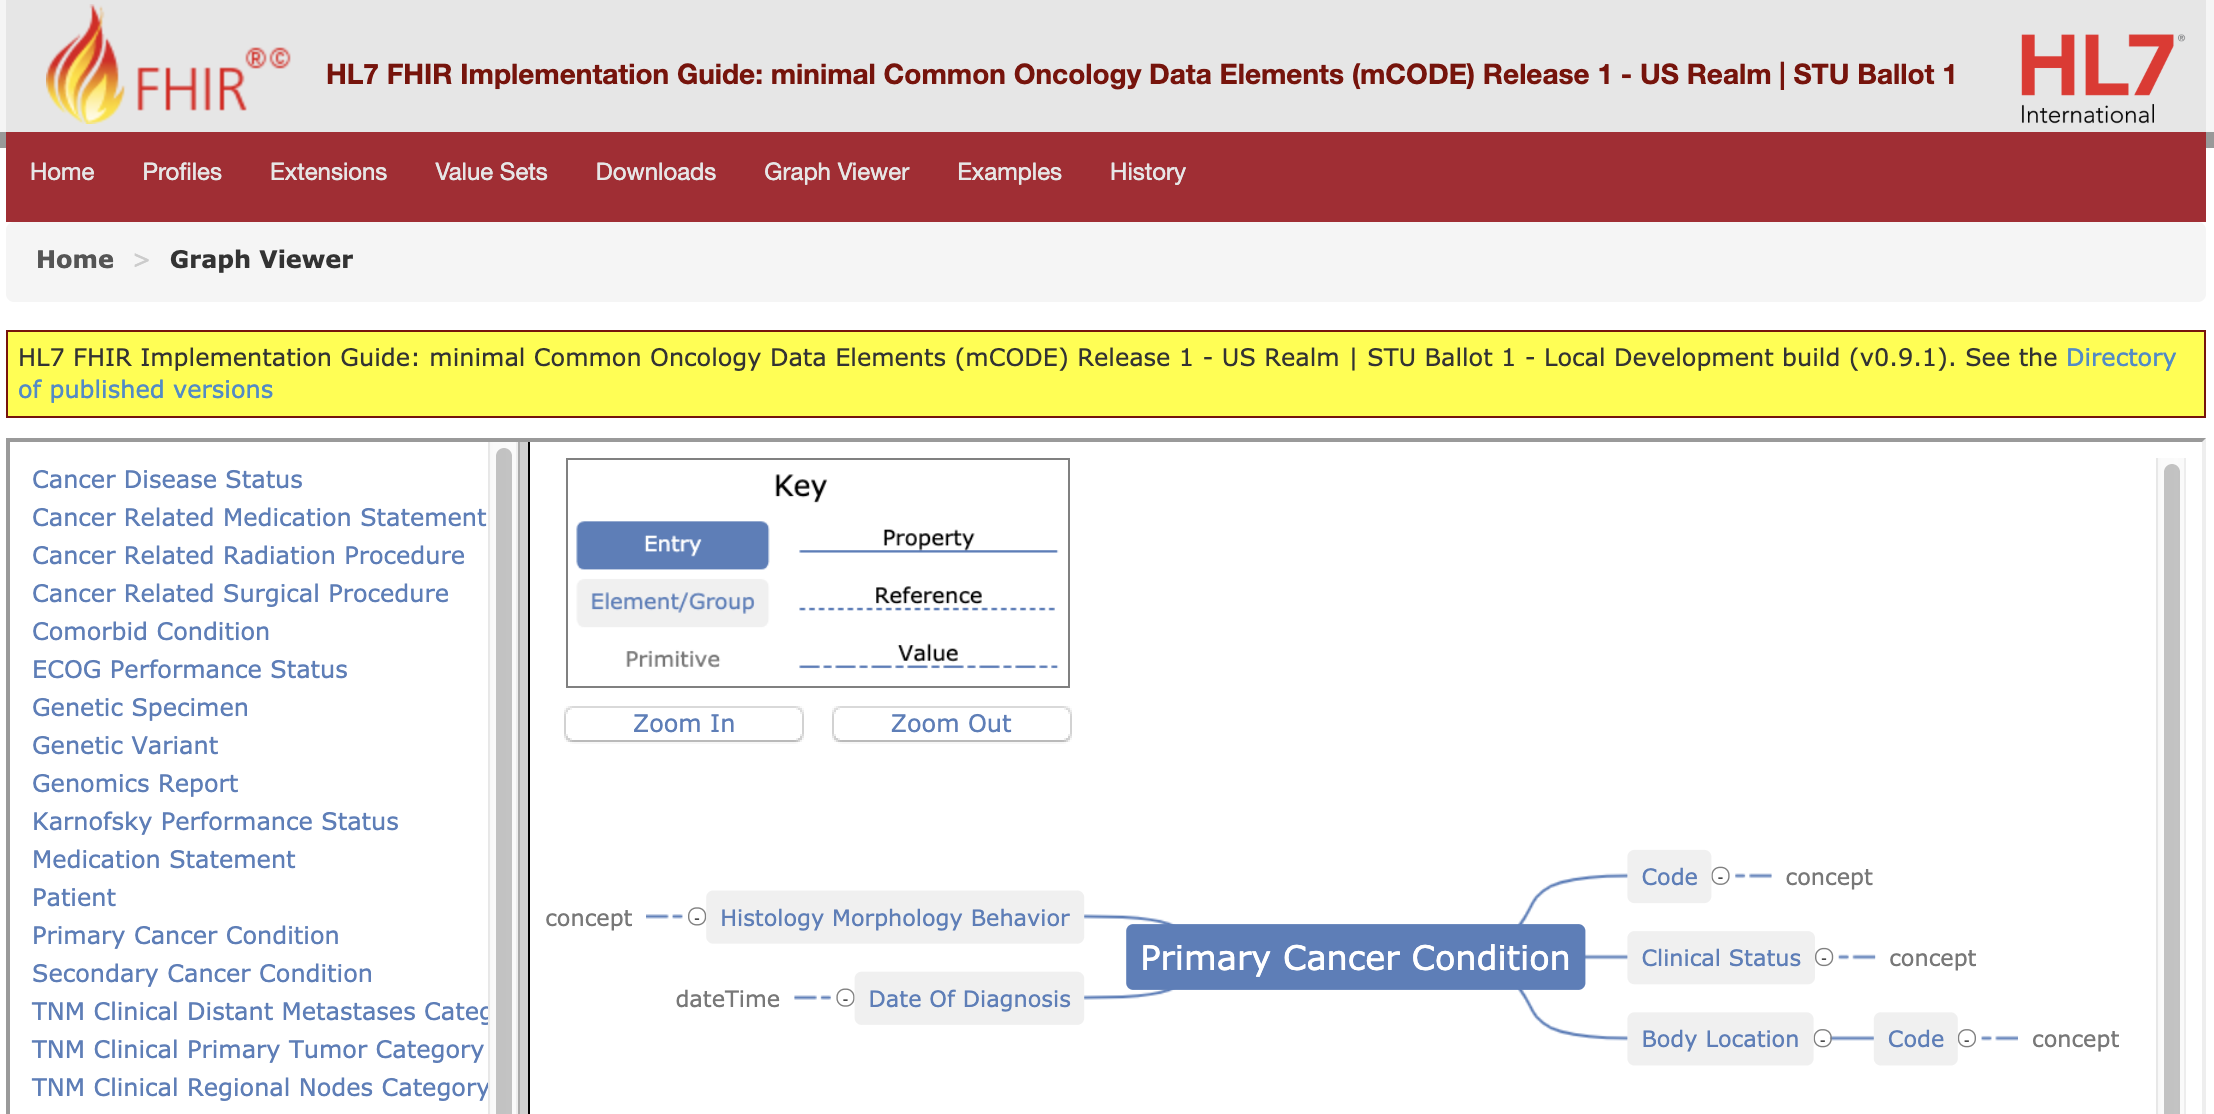 FHIR®©
HL7 FHIR Implementation Guide: minimal Common Oncology Data Elements (mCODE) Release 1 - US Realm | STU Ballot 1
HL7®
International
Home Profiles Extensions Value Sets Downloads Graph Viewer Examples History
Home > Graph Viewer
HL7 FHIR Implementation Guide: minimal Common Oncology Data Elements (mCODE) Release 1 - US Realm | STU Ballot 1 - Local Development build (v0.9.1). See the Directory
of published versions
Cancer Disease Status
Cancer Related Medication Statement
Cancer Related Radiation Procedure
Cancer Related Surgical Procedure
Comorbid Condition
ECOG Performance Status
Genetic Specimen
Genetic Variant
Genomics Report
Karnofsky Performance Status
Medication Statement
Patient
Primary Cancer Condition
Secondary Cancer Condition
TNM Clinical Distant Metastases Categ
TNM Clinical Primary Tumor Category
TNM Clinical Regional Nodes Category
Key
Entry Property
Element/Group Reference
Primitive Value
Zoom In Zoom Out
concept - Histology Morphology Behavior
dateTime - Date Of Diagnosis
Primary Cancer Condition
Code - concept
Clinical Status - concept
Body Location - Code - concept